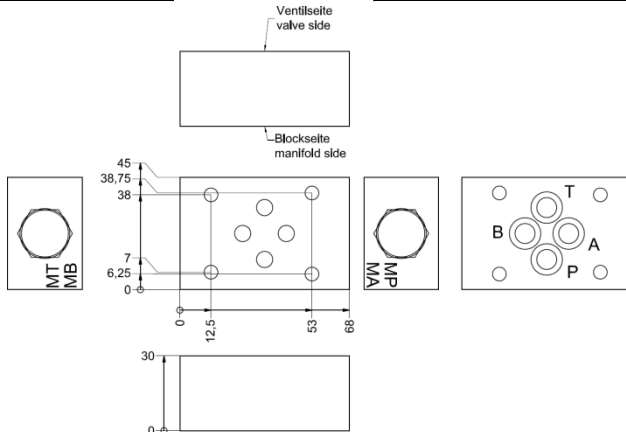 Ventilseite
valve side
Blockseite
manifold side
45
38,75
38
7
6,25
0
0
12,5
53
68
MT
MB
MA
MP
T
B
A
P
30
0